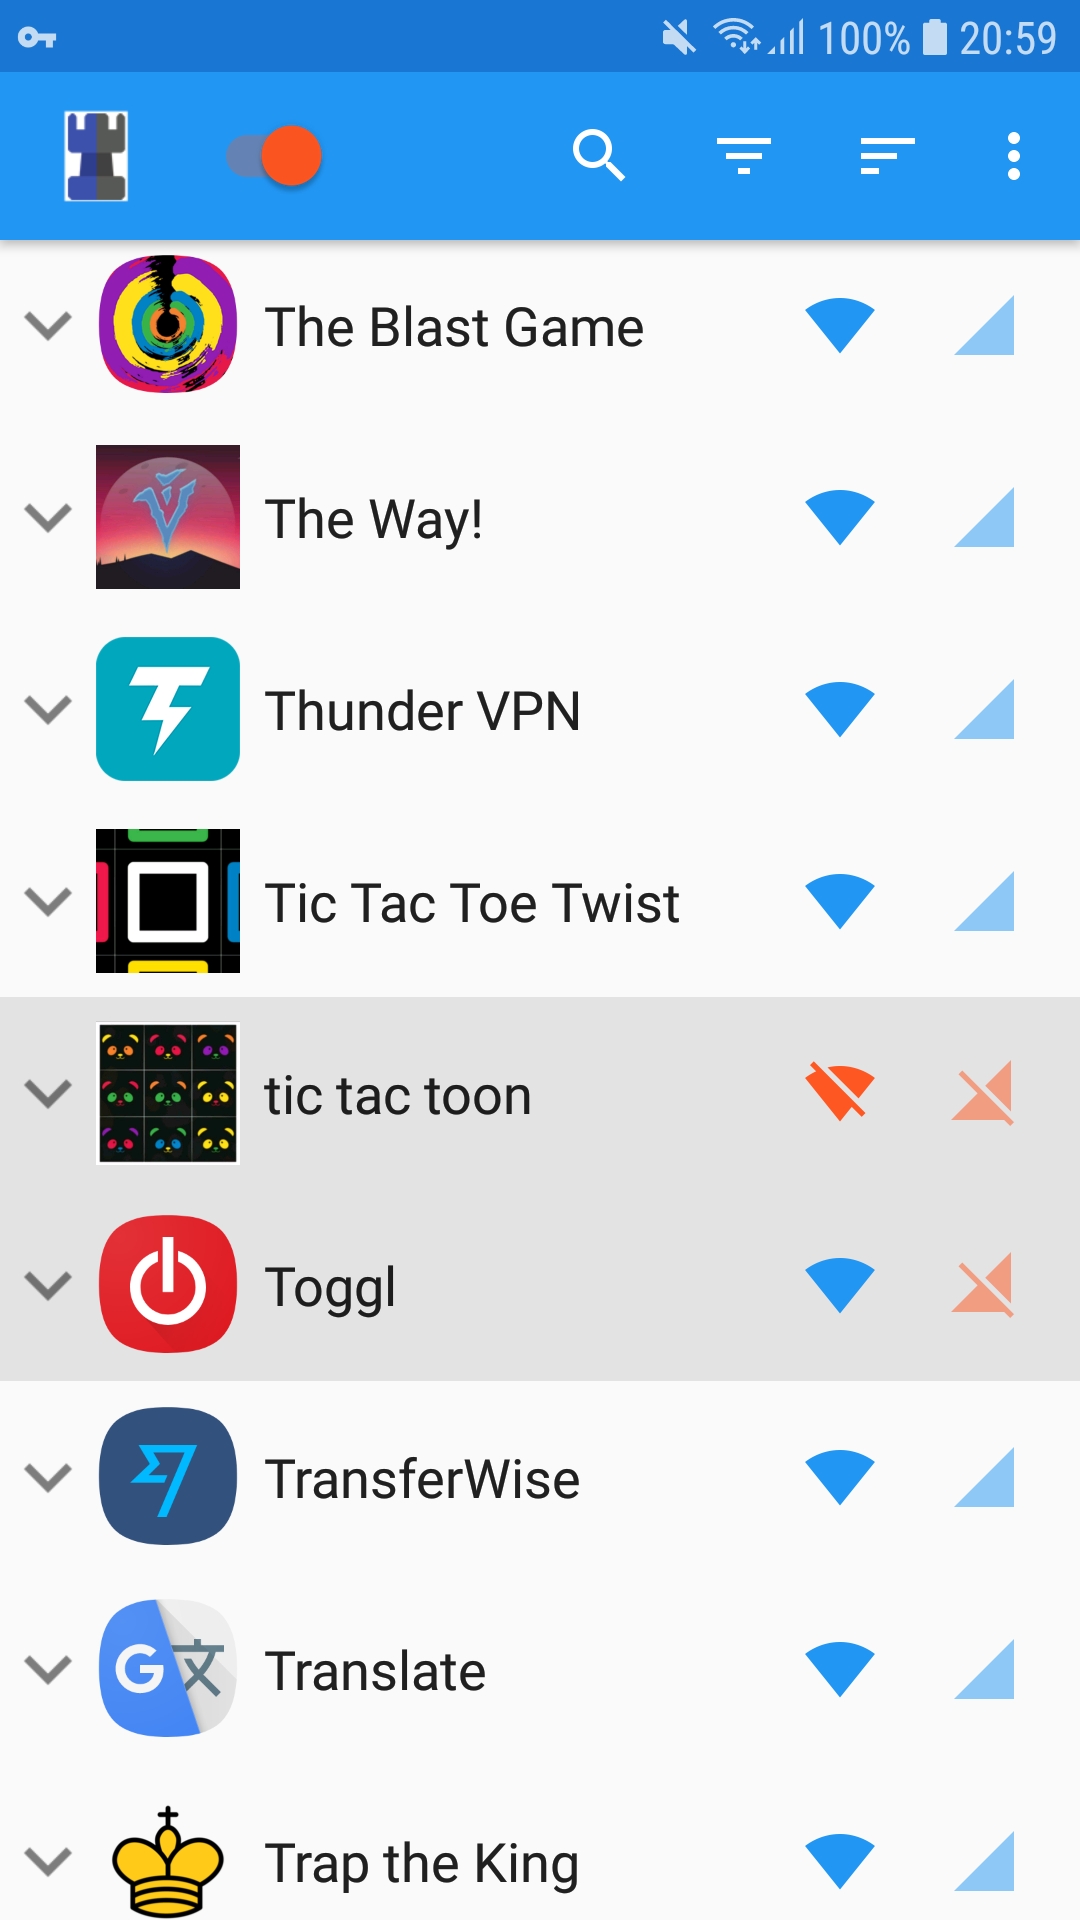 100% 20:59
The Blast Game
The Way!
Thunder VPN
Tic Tac Toe Twist
tic tac toon
Toggl
TransferWise
G 文 Translate
Trap the King